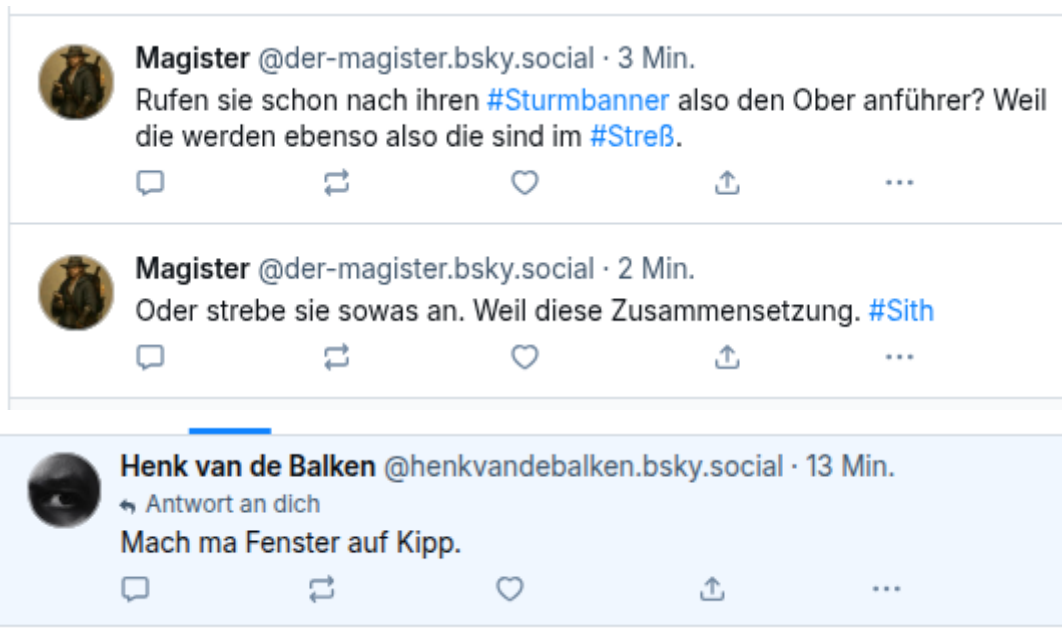 Magister @der-magister.bsky.social · 3 Min.
Rufen sie schon nach ihren #Sturmbanner also den Ober anführer? Weil
die werden ebenso also die sind im #Streß.
Magister @der-magister.bsky.social · 2 Min.
Oder strebe sie sowas an. Weil diese Zusammensetzung. #Sith
Henk van de Balken @henkvandebalken.bsky.social · 13 Min.
Antwort an dich
Mach ma Fenster auf Kipp.